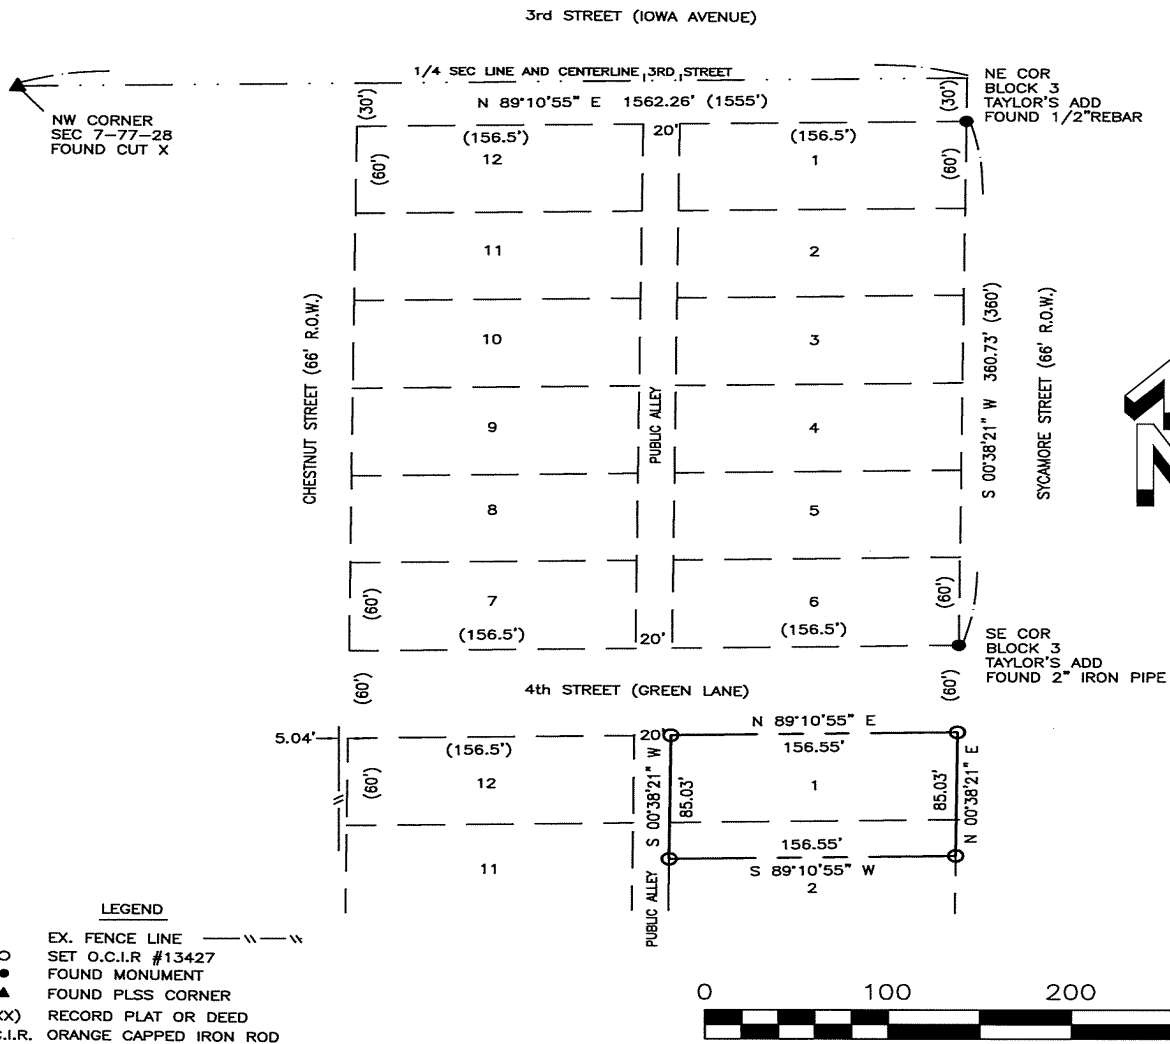 3rd STREET (IOWA AVENUE)
1/4 SEC LINE AND CENTERLINE 3RD STREET
N 89°10'55" E 1562.26' (1555')
NW CORNER
SEC 7-77-28
FOUND CUT X
NE COR
BLOCK 3
TAYLOR'S ADD
FOUND 1/2"REBAR
(30')
(30')
(156.5')
20'
(156.5')
(60')
12
1
(60')
11
2
10
3
9
4
8
5
7
6
CHESTNUT STREET (66' R.O.W.)
PUBLIC ALLEY
S 00°38'21" W 360.73' (360')
SYCAMORE STREET (66' R.O.W.)
N
(60')
(60')
(156.5')
20'
(156.5')
SE COR
BLOCK 3
TAYLOR'S ADD
FOUND 2" IRON PIPE
(60')
4th STREET (GREEN LANE)
(60')
5.04'
(156.5')
20'
N 89°10'55" E
156.55'
(60')
12
S 00°38'21" W
85.03'
1
85.03'
N 00°38'21" E
156.55'
S 89°10'55" W
11
2
PUBLIC ALLEY
LEGEND
EX. FENCE LINE
SET O.C.I.R #13427
FOUND MONUMENT
FOUND PLSS CORNER
XX) RECORD PLAT OR DEED
C.I.R. ORANGE CAPPED IRON ROD
0 100 200